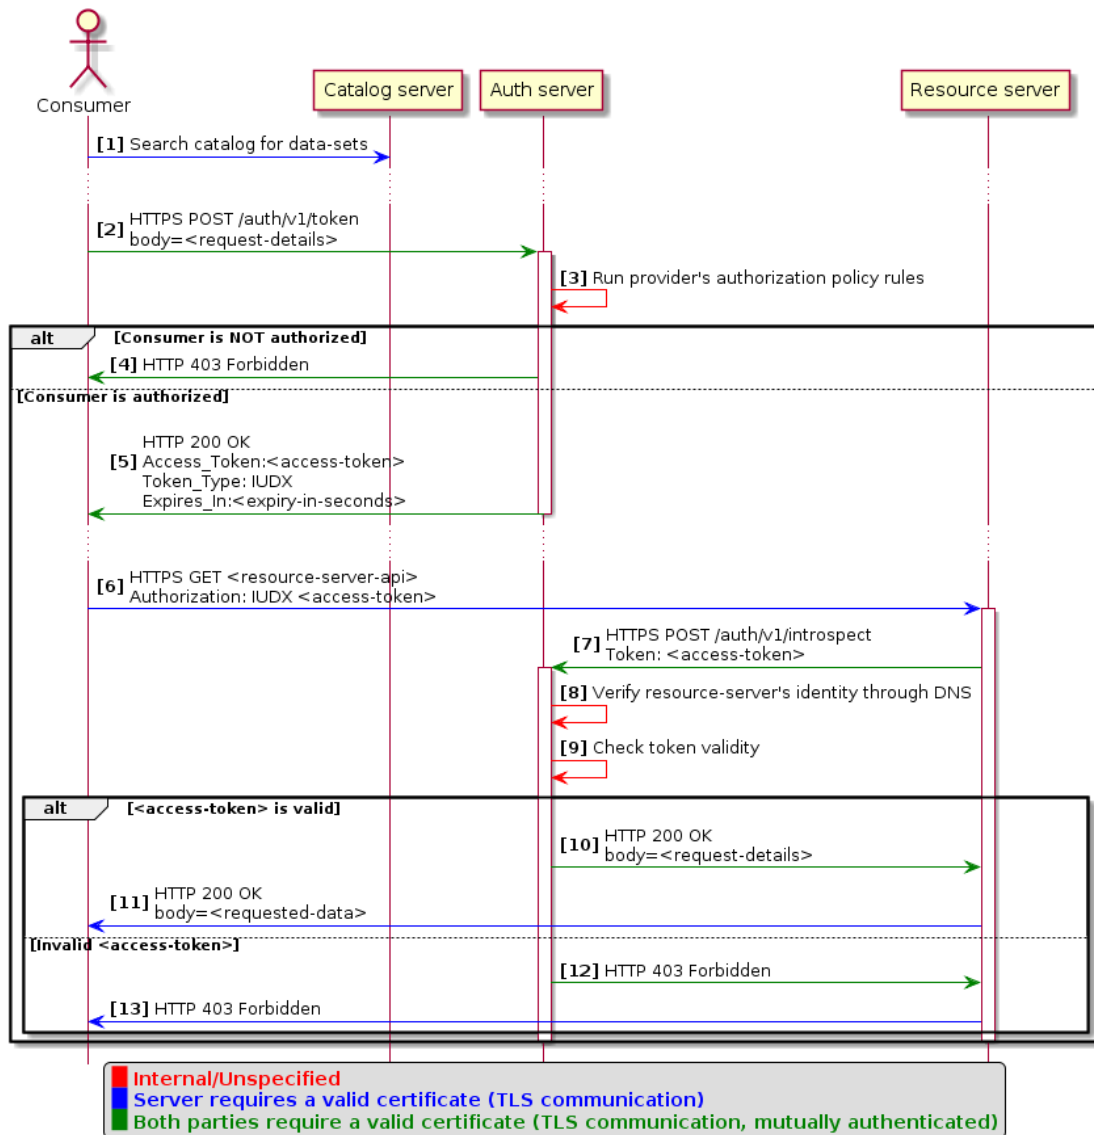 Consumer
Catalog server
Auth server
Resource server
[1] Search catalog for data-sets
HTTPS POST /auth/v1/token
[2]
body=<request-details>
[3] Run provider's authorization policy rules
alt [Consumer is NOT authorized]
[4] HTTP 403 Forbidden
[Consumer is authorized]
HTTP 200 OK
[5] Access_Token:<access-token>
Token_Type: IUDX
Expires_In:<expiry-in-seconds>
HTTPS GET <resource-server-api>
[6]
Authorization: IUDX <access-token>
HTTPS POST /auth/v1/introspect
[7]
Token: <access-token>
[8] Verify resource-server's identity through DNS
[9] Check token validity
alt [<access-token> is valid]
HTTP 200 OK
[10]
body=<request-details>
HTTP 200 OK
[11]
body=<requested-data>
[Invalid <access-token>]
[12] HTTP 403 Forbidden
[13] HTTP 403 Forbidden
Internal/Unspecified
Server requires a valid certificate (TLS communication)
Both parties require a valid certificate (TLS communication, mutually authenticated)